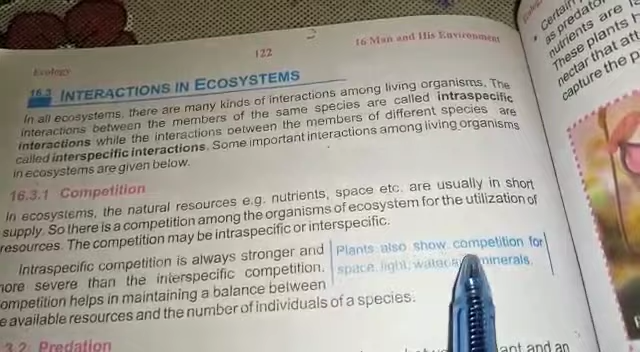 Ecology
122
16 Man and His Environment
16.3 INTERACTIONS IN ECOSYSTEMS
In all ecosystems, there are many kinds of interactions among living organisms. The
interactions between the members of the same species are called intraspecific
interactions while the interactions between the members of different species are
called interspecific interactions. Some important interactions among living organisms
in ecosystems are given below.
16.3.1 Competition
In ecosystems, the natural resources e.g. nutrients, space etc. are usually in short
supply. So there is a competition among the organisms of ecosystem for the utilization of
resources. The competition may be intraspecific or interspecific.
Intraspecific competition is always stronger and
more severe than the interspecific competition.
ompetition helps in maintaining a balance between
e available resources and the number of individuals of a species.
Plants also show competition for
space, light, water minerals.
3.2 Predation
ant and an
Certain
as predato
nutrients are
These plants
nectar that att
capture the p